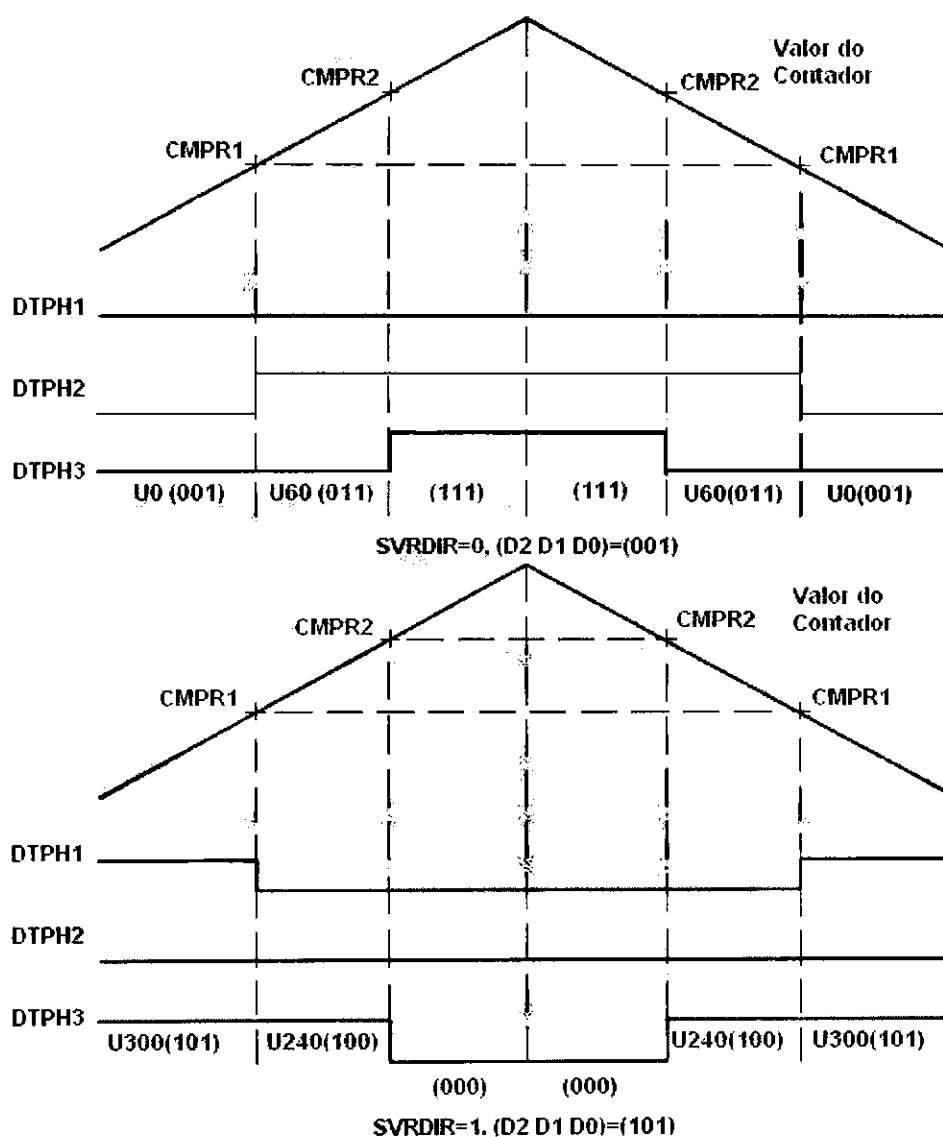 Valor do
Contador
CMPR2
CMPR2
CMPR1
CMPR1
DTPH1
DTPH2
DTPH3
U0 (001)
U60 (011)
(111)
(111)
U60(011)
U0(001)
SVRDIR=0, (D2 D1 D0)=(001)
Valor do
Contador
CMPR2
CMPR2
CMPR1
CMPR1
DTPH1
DTPH2
DTPH3
U300(101)
U240(100)
U240(100)
U300(101)
(000)
(000)
SVRDIR=1, (D2 D1 D0)=(101)